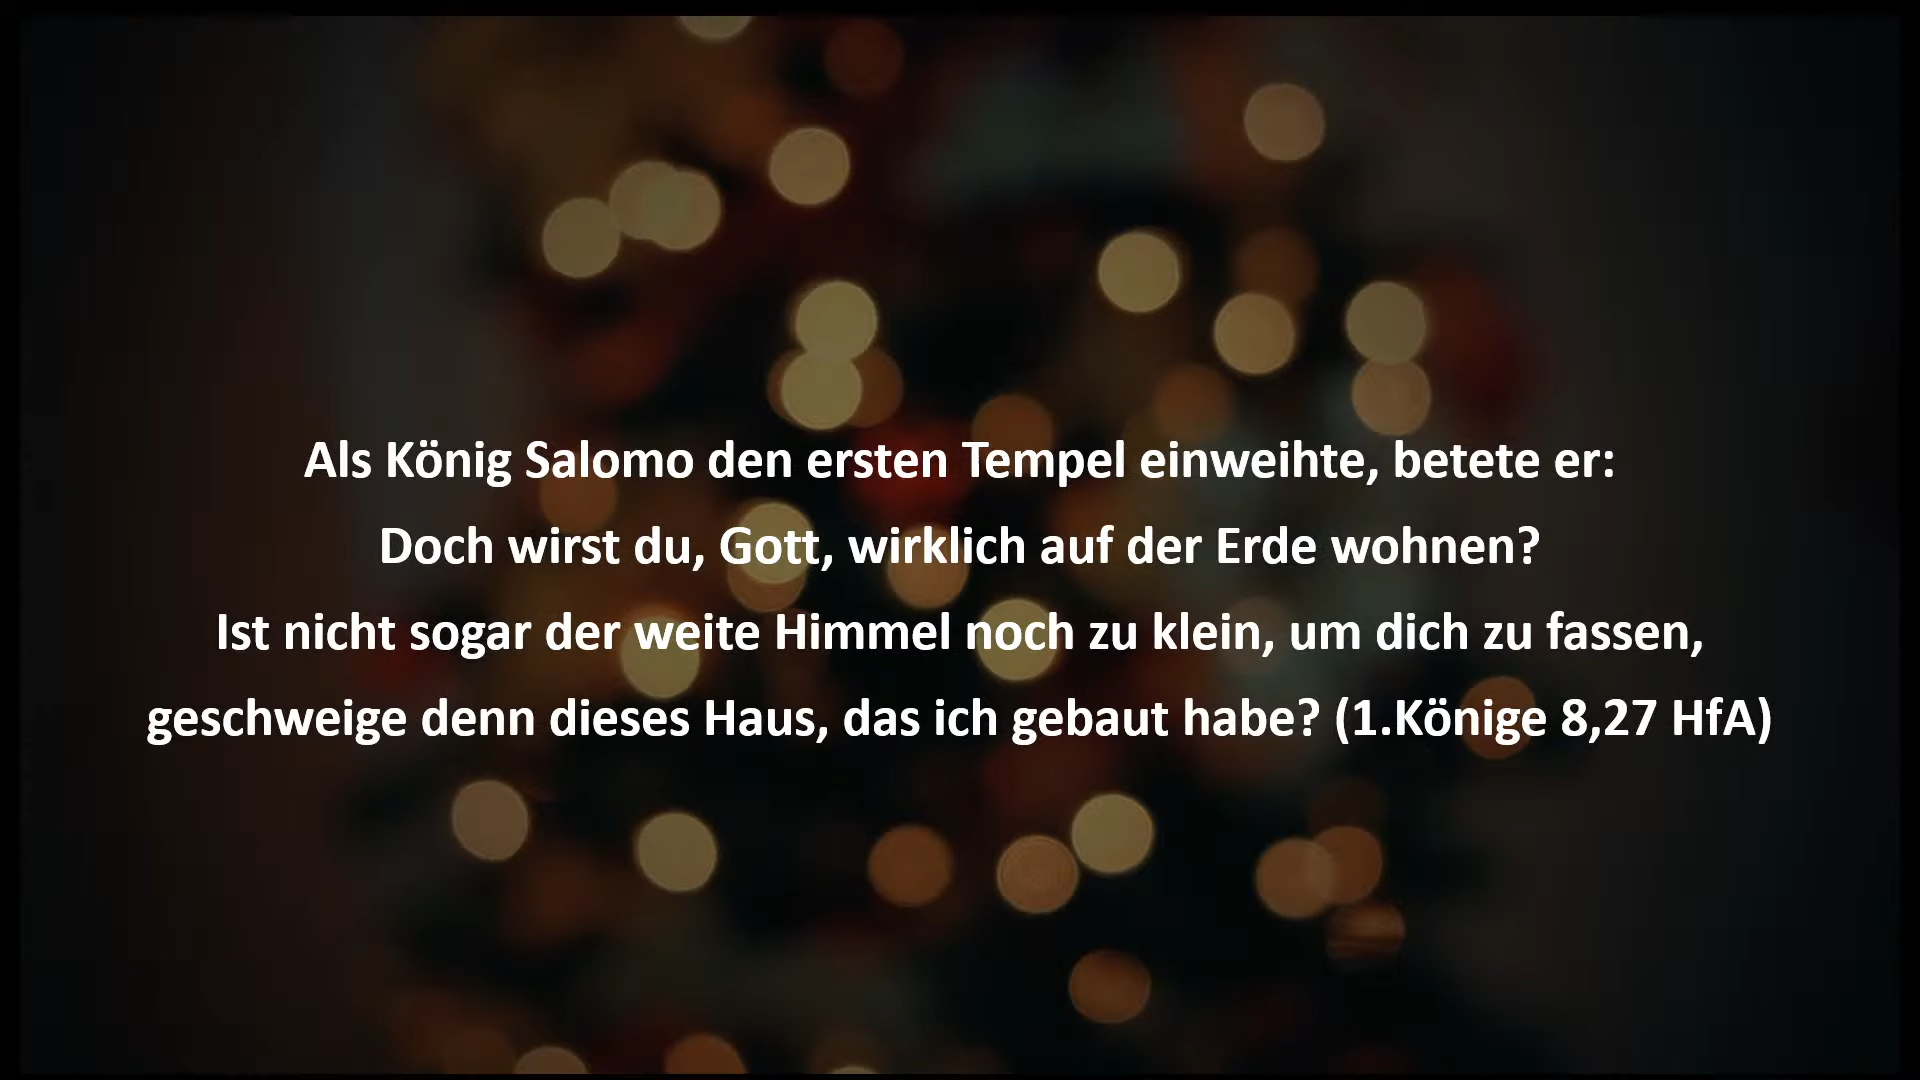 Als König Salomo den ersten Tempel einweihte, betete er:
Doch wirst du, Gott, wirklich auf der Erde wohnen?
Ist nicht sogar der weite Himmel noch zu klein, um dich zu fassen,
geschweige denn dieses Haus, das ich gebaut habe? (1.Könige 8,27 HfA)